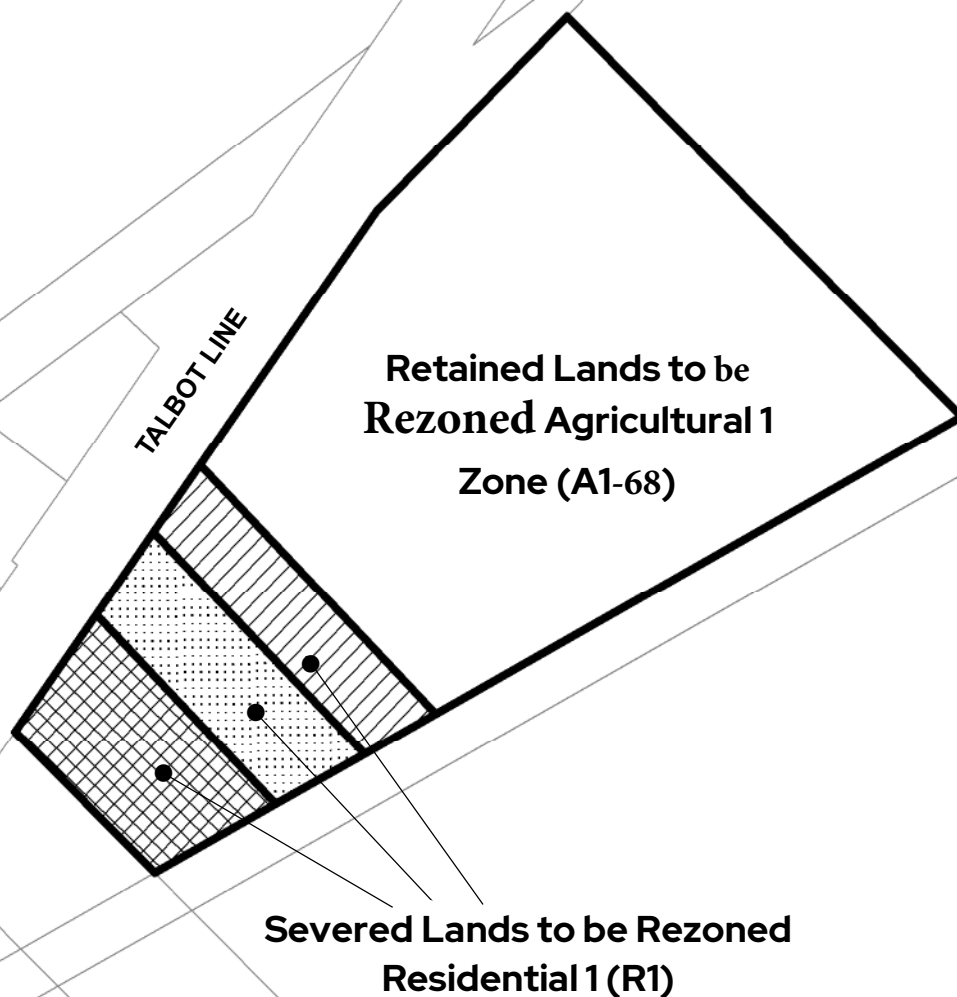 TALBOT LINE
Retained Lands to be
Rezoned Agricultural 1
Zone (A1-68)
Severed Lands to be Rezoned
Residential 1 (R1)